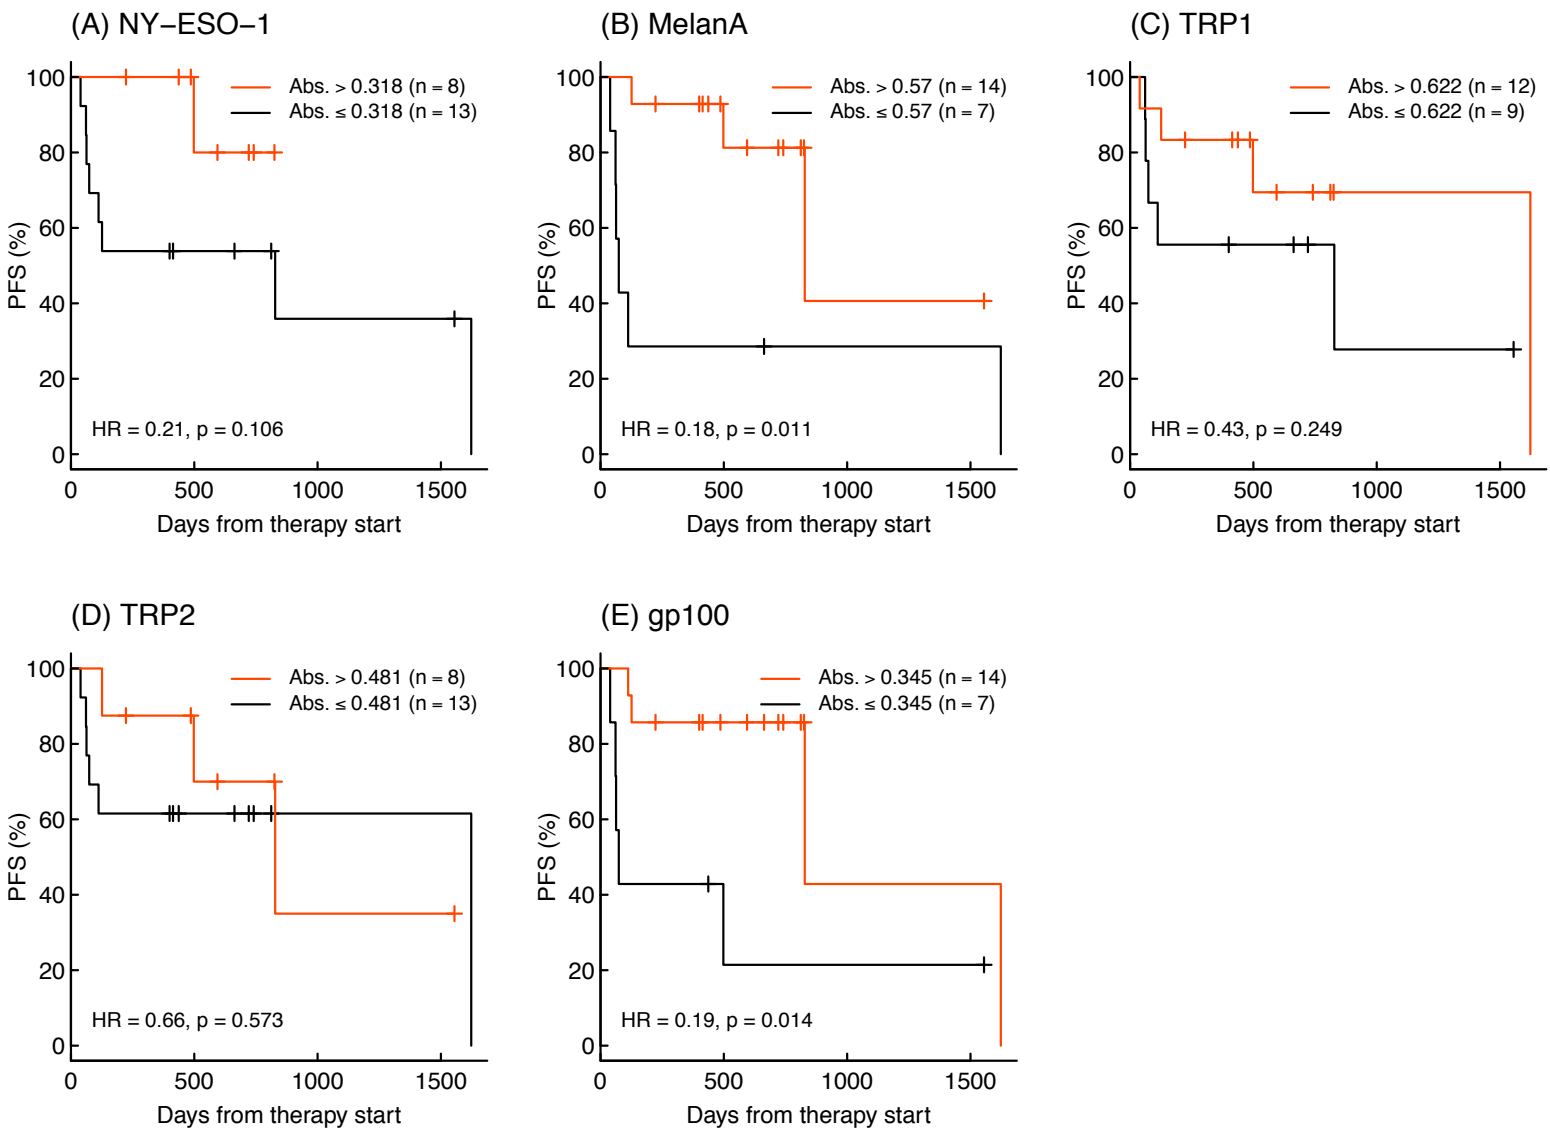 (A) NY−ESO−1
100
80
60
40
20
0
PFS (%)
Abs. > 0.318 (n = 8)
Abs. ≤ 0.318 (n = 13)
HR = 0.21, p = 0.106
0 500 1000 1500
Days from therapy start
(B) MelanA
100
80
60
40
20
0
PFS (%)
Abs. > 0.57 (n = 14)
Abs. ≤ 0.57 (n = 7)
HR = 0.18, p = 0.011
0 500 1000 1500
Days from therapy start
(C) TRP1
100
80
60
40
20
0
PFS (%)
Abs. > 0.622 (n = 12)
Abs. ≤ 0.622 (n = 9)
HR = 0.43, p = 0.249
0 500 1000 1500
Days from therapy start
(D) TRP2
100
80
60
40
20
0
PFS (%)
Abs. > 0.481 (n = 8)
Abs. ≤ 0.481 (n = 13)
HR = 0.66, p = 0.573
0 500 1000 1500
Days from therapy start
(E) gp100
100
80
60
40
20
0
PFS (%)
Abs. > 0.345 (n = 14)
Abs. ≤ 0.345 (n = 7)
HR = 0.19, p = 0.014
0 500 1000 1500
Days from therapy start